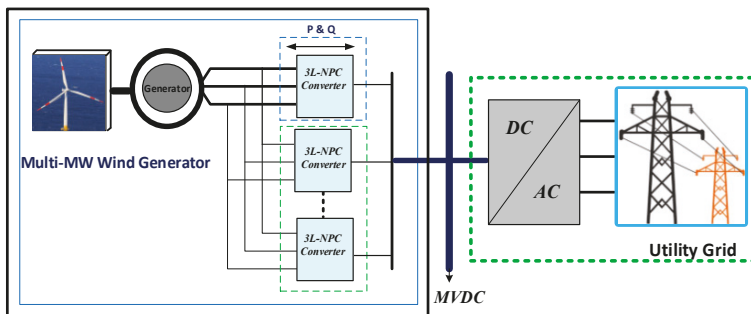 P & Q
3L-NPC
Converter
Generator
Multi-MW Wind Generator
3L-NPC
Converter
3L-NPC
Converter
DC
AC
Utility Grid
MVDC